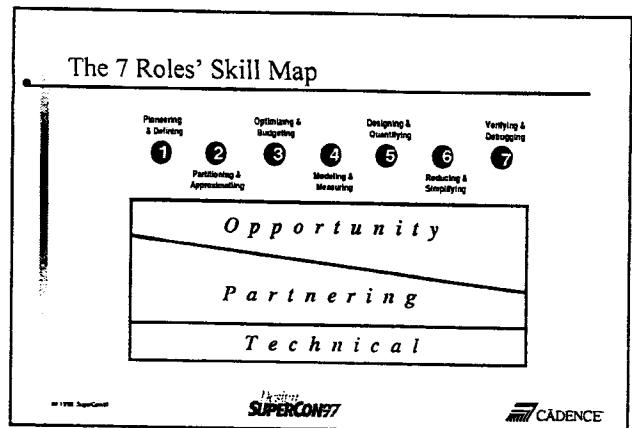 The 7 Roles' Skill Map
Pioneering
& Defining
Optimizing &
Budgeting
Designing &
Quantifying
Verifying &
Debugging
1
2
3
4
5
6
7
Partitioning &
Approximating
Modeling &
Measuring
Reducing &
Simplifying
Opportunity
Partnering
Technical
Design
SUPERCON97
CĀDENCE